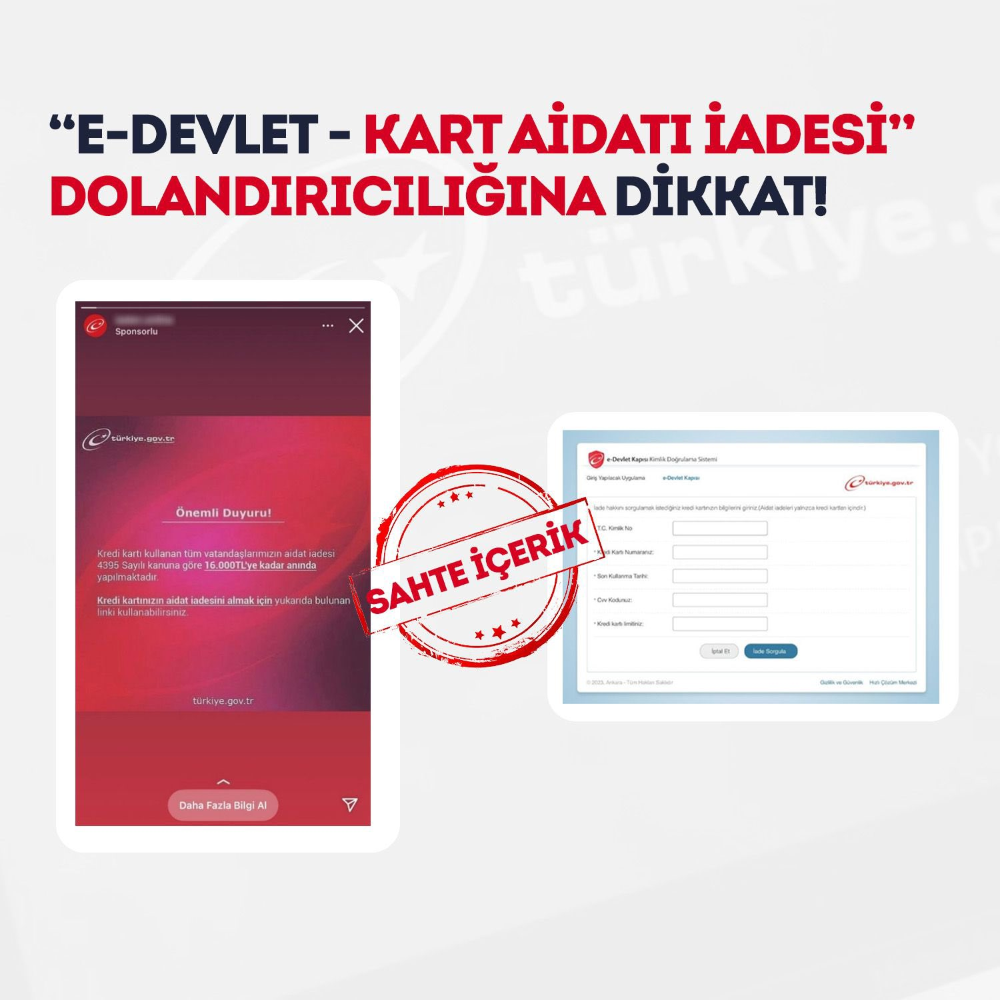 “E-DEVLET - KART AİDATI İADESİ”
DOLANDIRICILIĞINA DİKKAT!
türkiye.g
Sponsorlu
türkiye.gov.tr
Önemli Duyuru!
Kredi kartı kullanan tüm vatandaşlarımızın aidat iadesi
4395 Sayılı kanuna göre 16.000TL'ye kadar anında
yapılmaktadır.
Kredi kartınızın aidat iadesini almak için yukarıda bulunan
linki kullanabilirsiniz.
türkiye.gov.tr
Daha Fazla Bilgi Al
SAHTE İÇERİK
e-Devlet Kapısı Kimlik Doğrulama Sistemi
Giriş Yapılacak Uygulama e-Devlet Kapısı
türkiye.gov.tr
İade hakkını sorgulamak istediğiniz kredi kartınızın bilgilerini giriniz.(Aidat iadeleri yalnızca kredi kartları içindir.)
T.C. Kimlik No
* Kredi Kartı Numaranız:
* Son Kullanma Tarihi:
* Cvv Kodunuz:
* Kredi kartı limitiniz:
İptal Et İade Sorgula
© 2023, Ankara - Tüm Hakları Saklıdır Gizlilik ve Güvenlik Hızlı Çözüm Merkezi